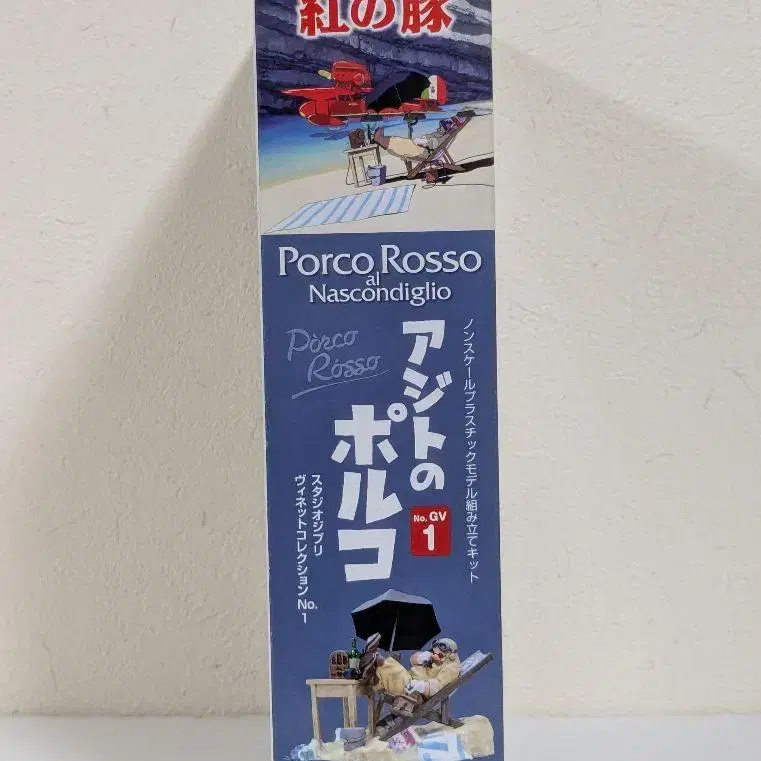 紅の豚
Porco Rosso
al
Nascondiglio
Porco
Rosso
アジトの
ポルコ
ノンスケールプラスチックモデル組み立てキット
No. GV
1
スタジオジブリ
ヴィネットコレクションNo.1